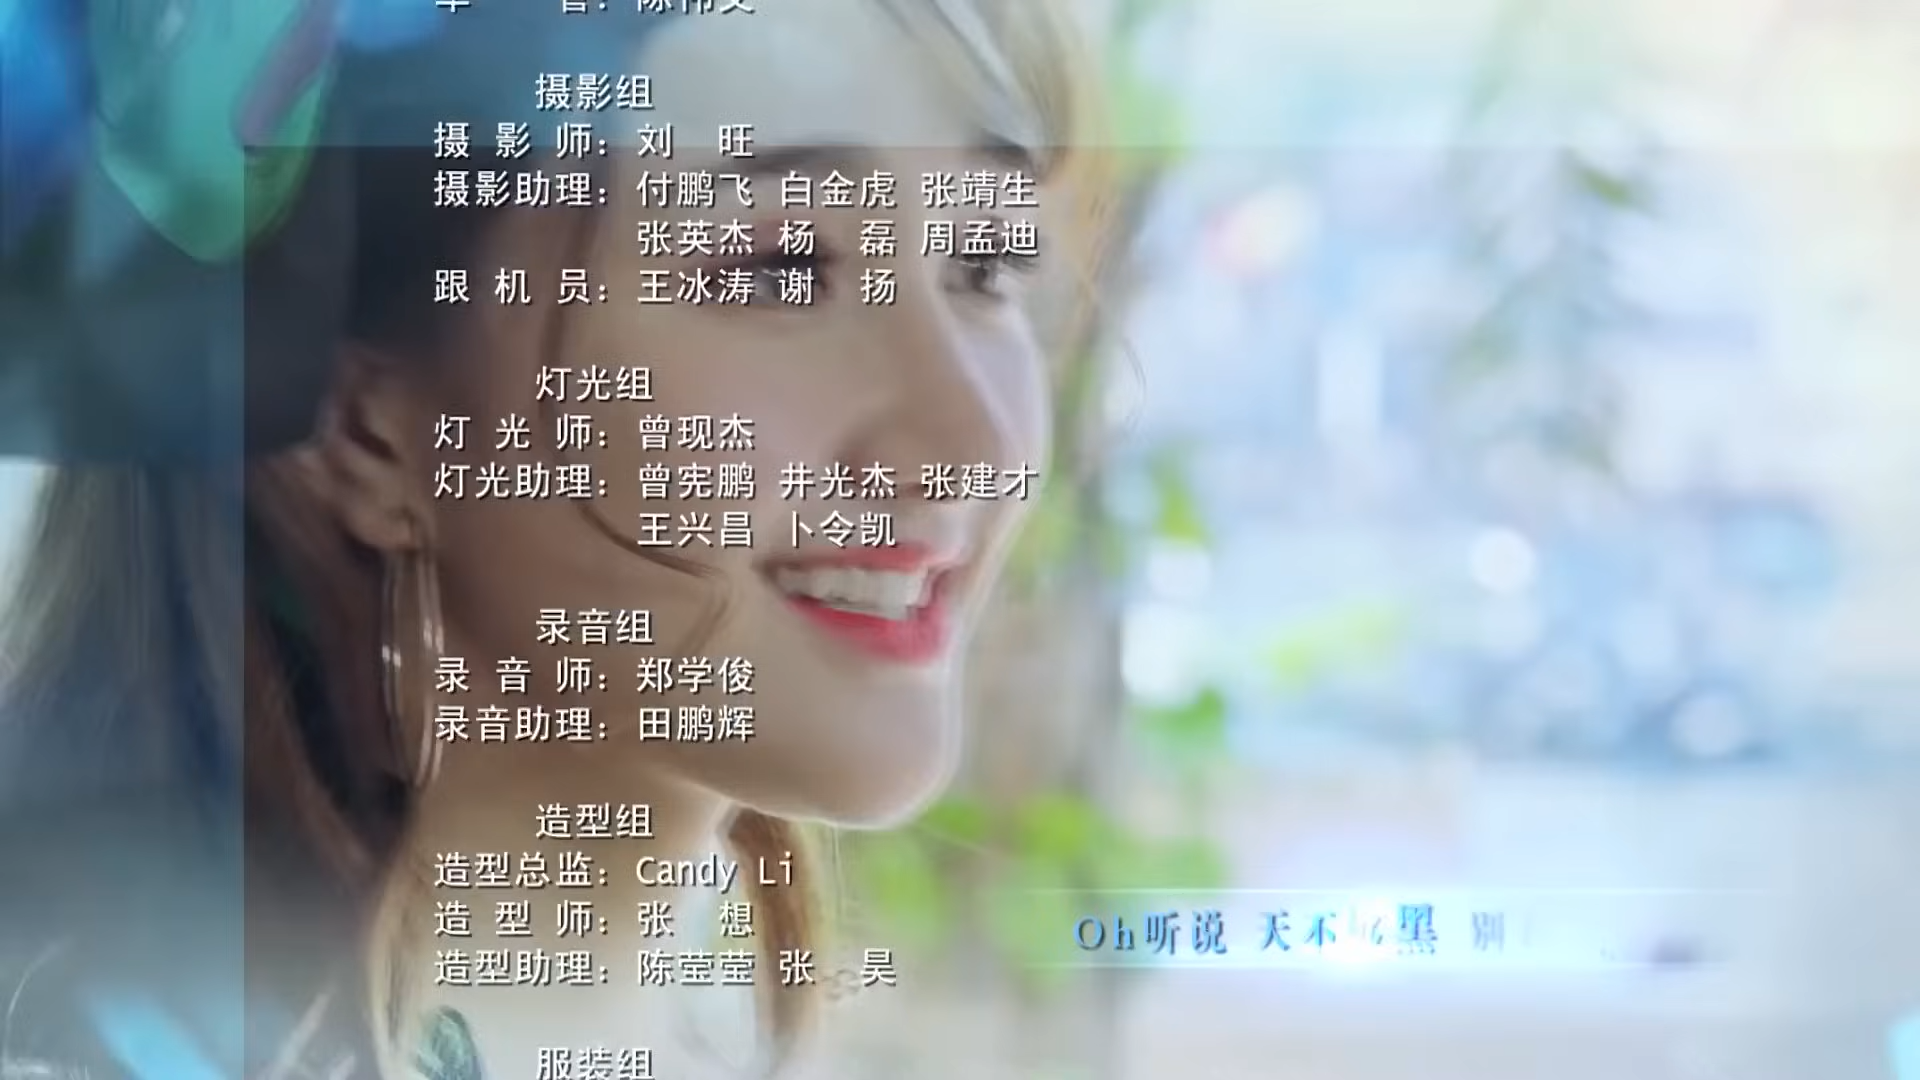 摄影组
摄 影 师：刘 旺
摄影助理：付鹏飞 白金虎 张靖生
张英杰 杨 磊 周孟迪
跟 机 员：王冰涛 谢 扬
灯光组
灯 光 师：曾现杰
灯光助理：曾宪鹏 井光杰 张建才
王兴昌 卜令凯
录音组
录 音 师：郑学俊
录音助理：田鹏辉
造型组
造型总监：Candy Li
造 型 师：张 想
造型助理：陈莹莹 张 昊
Oh听说 天不 黑 别
服装组